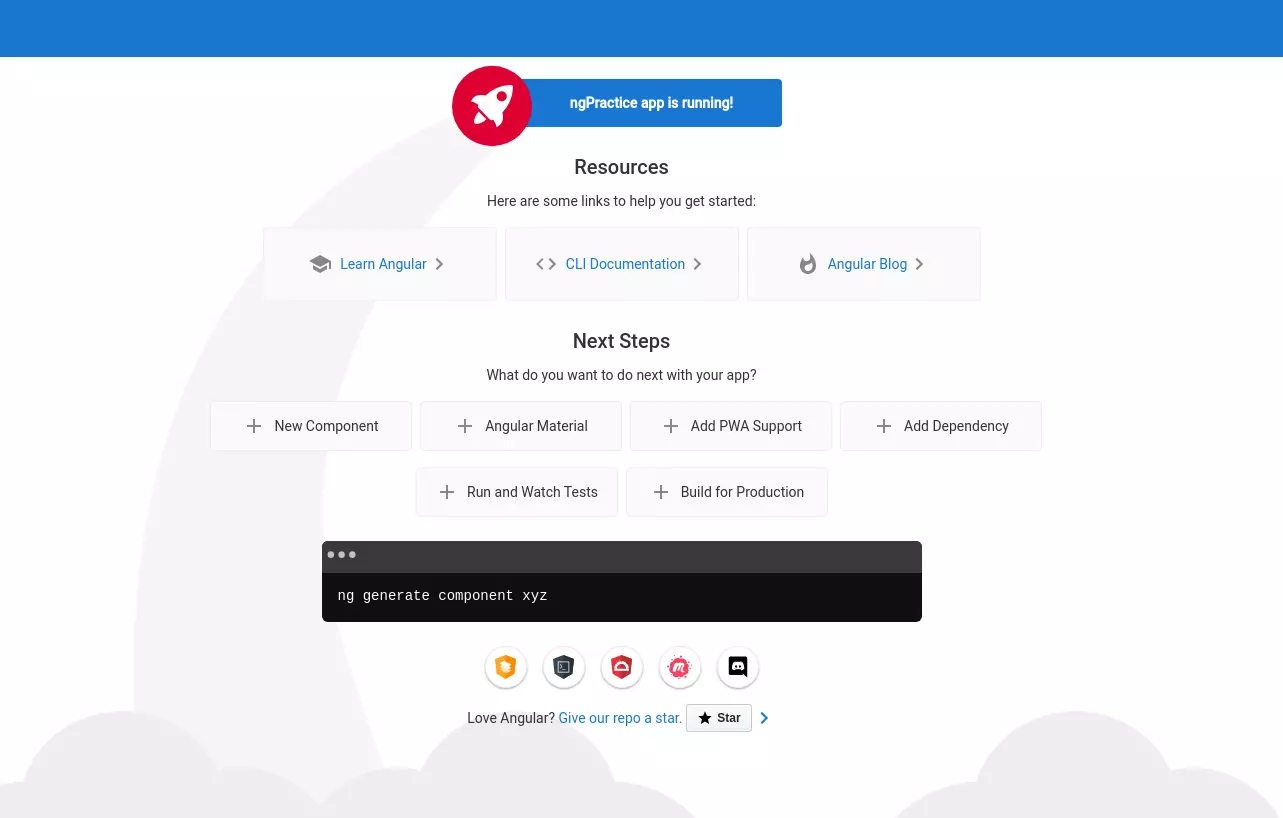 ngPractice app is running!
Resources
Here are some links to help you get started:
Learn Angular
CLI Documentation
Angular Blog
Next Steps
What do you want to do next with your app?
New Component
Angular Material
Add PWA Support
Add Dependency
Run and Watch Tests
Build for Production
ng generate component xyz
Love Angular? Give our repo a star. Star